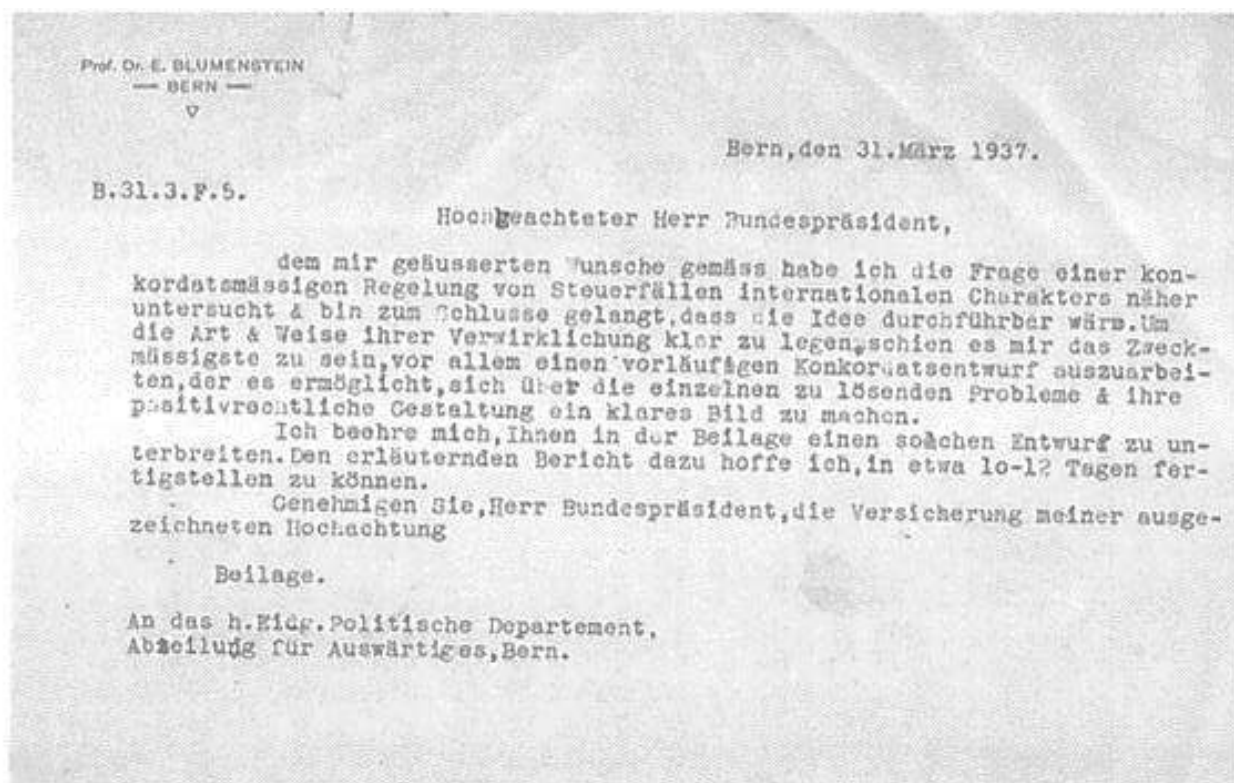 Prof. Dr. E. BLUMENSTEIN
— BERN —
Bern,den 31.März 1937.
B.31.3.F.5.
Hochgeachteter Herr Bundespräsident,
dem mir geäusserten Wunsche gemäss habe ich die Frage einer kon-
kordatsmässigen Regelung von Steuerfällen internationalen Charakters näher
untersucht & bin zum Schlusse gelangt,dass die Idee durchführbar wäre.Um
die Art & Weise ihrer Verwirklichung klar zu legen,schien es mir das Zweck-
mässigste zu sein,vor allem einen vorläufigen Konkordatsentwurf auszuarbei-
ten,der es ermöglicht,sich über die einzelnen zu lösenden Probleme & ihre
positivrechtliche Gestaltung ein klares Bild zu machen.
Ich beehre mich,Ihnen in der Beilage einen solchen Entwurf zu un-
terbreiten.Den erläuternden Bericht dazu hoffe ich,in etwa lo-12 Tagen fer-
tigstellen zu können.
Genehmigen Sie,Herr Bundespräsident,die Versicherung meiner ausge-
zeichneten Hochachtung
Beilage.
An das h.Eidg.Politische Departement,
Abteilung für Auswärtiges,Bern.